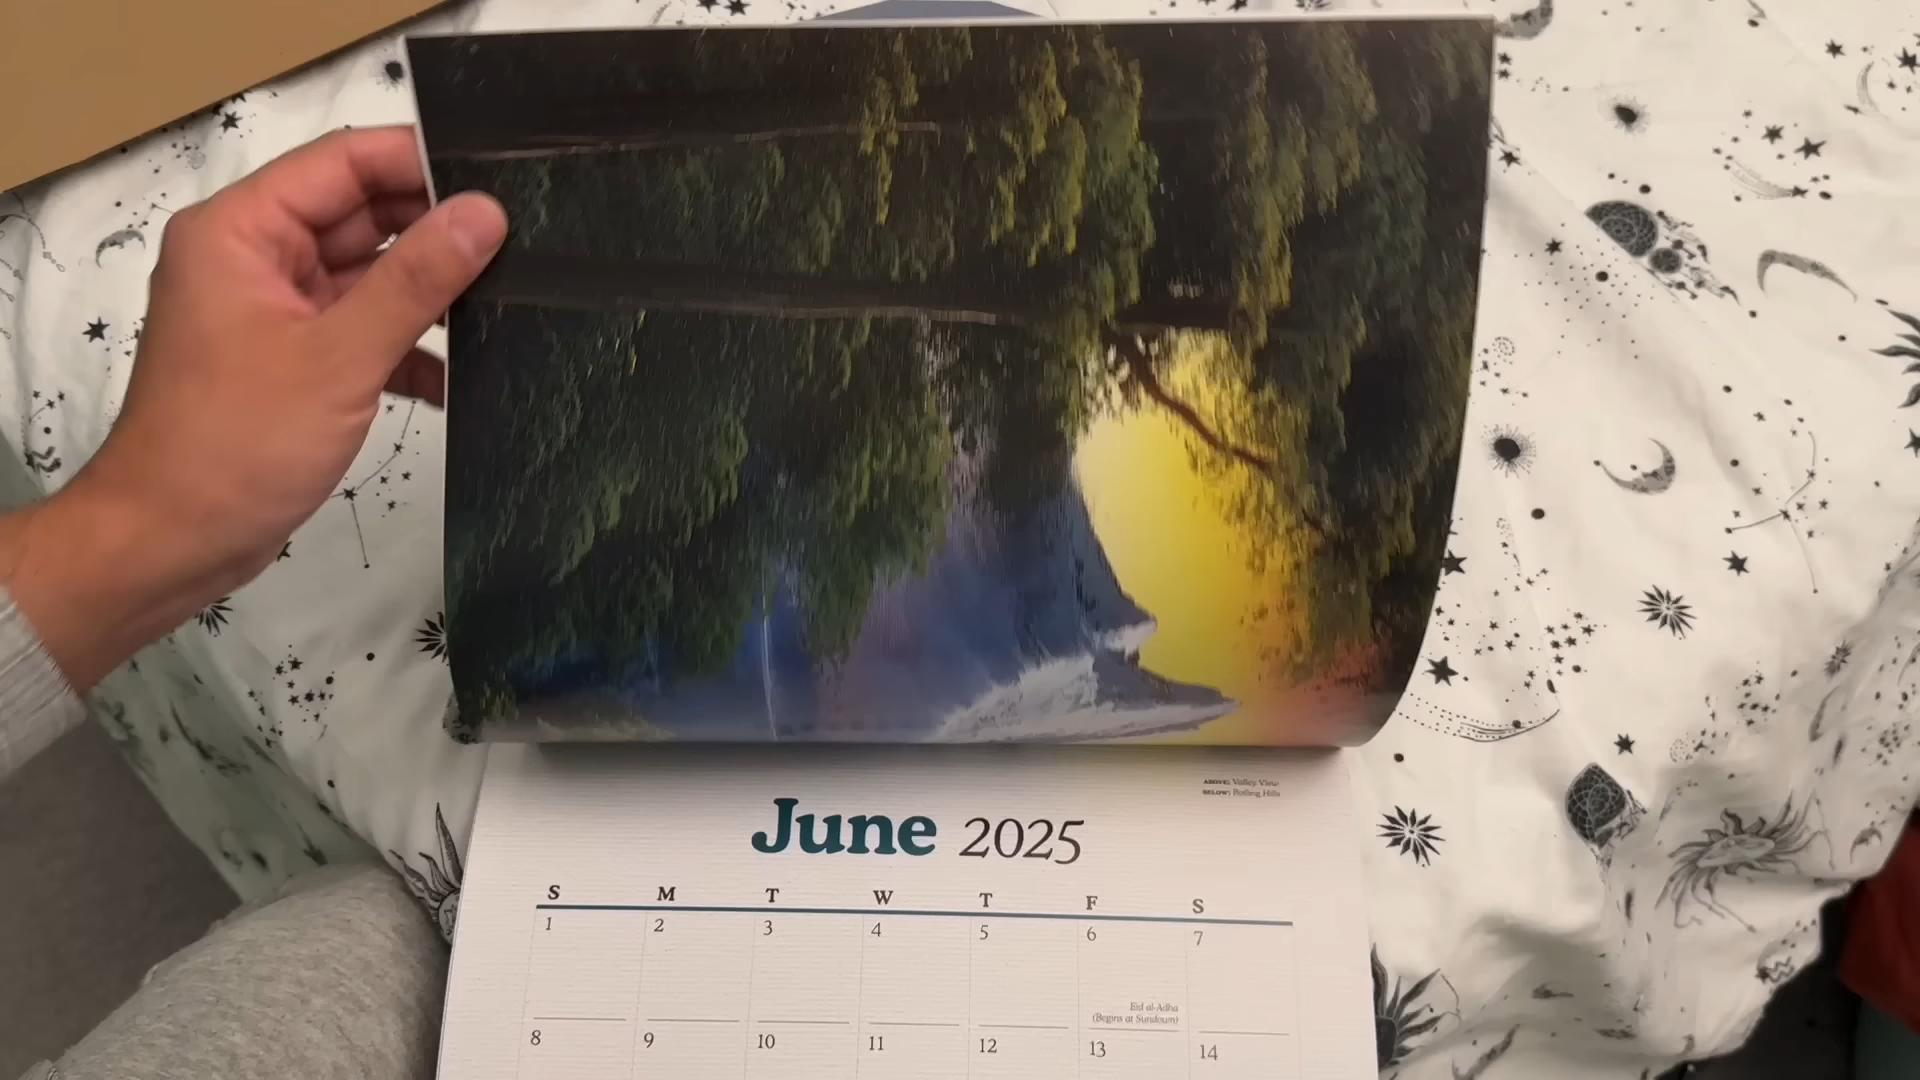 ABOVE: Valley View
BELOW: Rolling Hills
June 2025
S M T W T F S
1 2 3 4 5 6 7
Eid al-Adha
(Begins at Sundown)
8 9 10 11 12 13 14